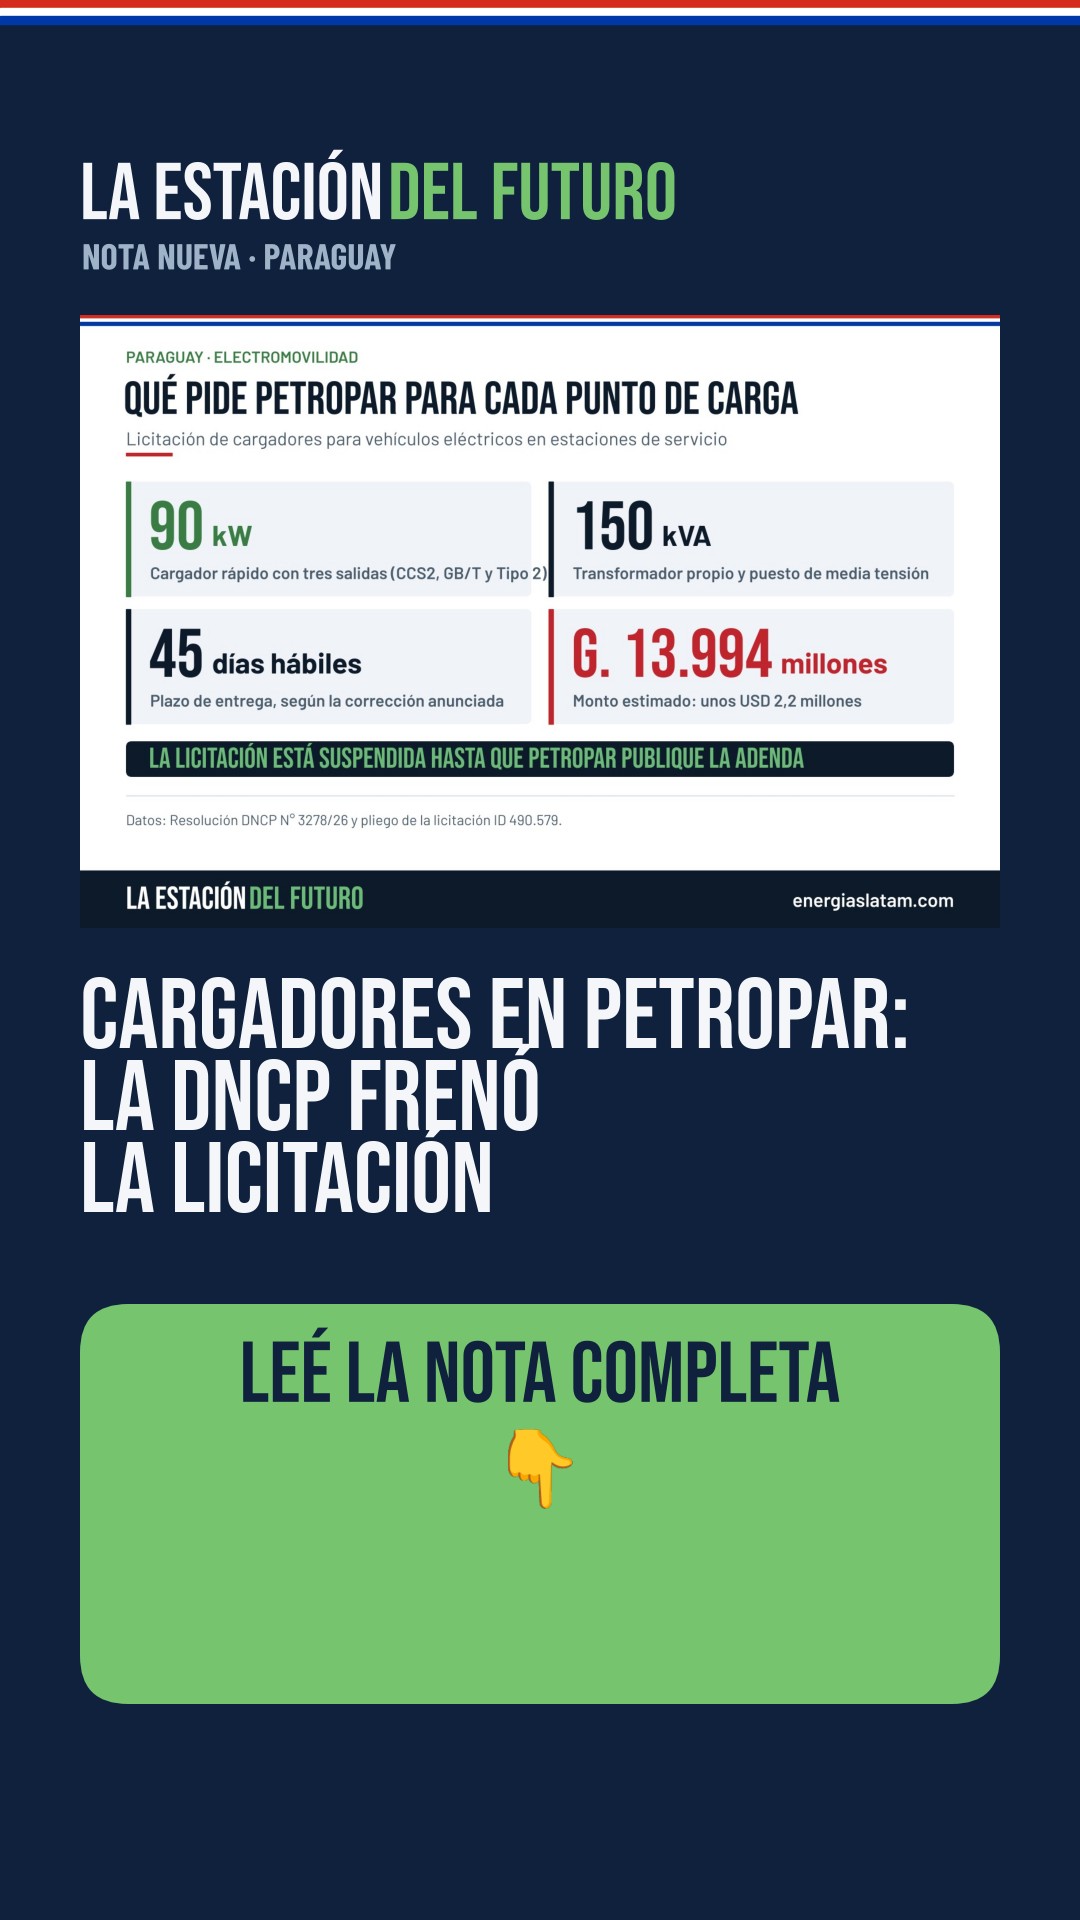 LA ESTACIÓN DEL FUTURO
NOTA NUEVA · PARAGUAY
PARAGUAY · ELECTROMOVILIDAD
QUÉ PIDE PETROPAR PARA CADA PUNTO DE CARGA
Licitación de cargadores para vehículos eléctricos en estaciones de servicio
90 kW
Cargador rápido con tres salidas (CCS2, GB/T y Tipo 2)
150 kVA
Transformador propio y puesto de media tensión
45 días hábiles
Plazo de entrega, según la corrección anunciada
G. 13.994 millones
Monto estimado: unos USD 2,2 millones
LA LICITACIÓN ESTÁ SUSPENDIDA HASTA QUE PETROPAR PUBLIQUE LA ADENDA
Datos: Resolución DNCP N° 3278/26 y pliego de la licitación ID 490.579.
LA ESTACIÓN DEL FUTURO
energiaslatam.com
CARGADORES EN PETROPAR:
LA DNCP FRENÓ
LA LICITACIÓN
LEÉ LA NOTA COMPLETA